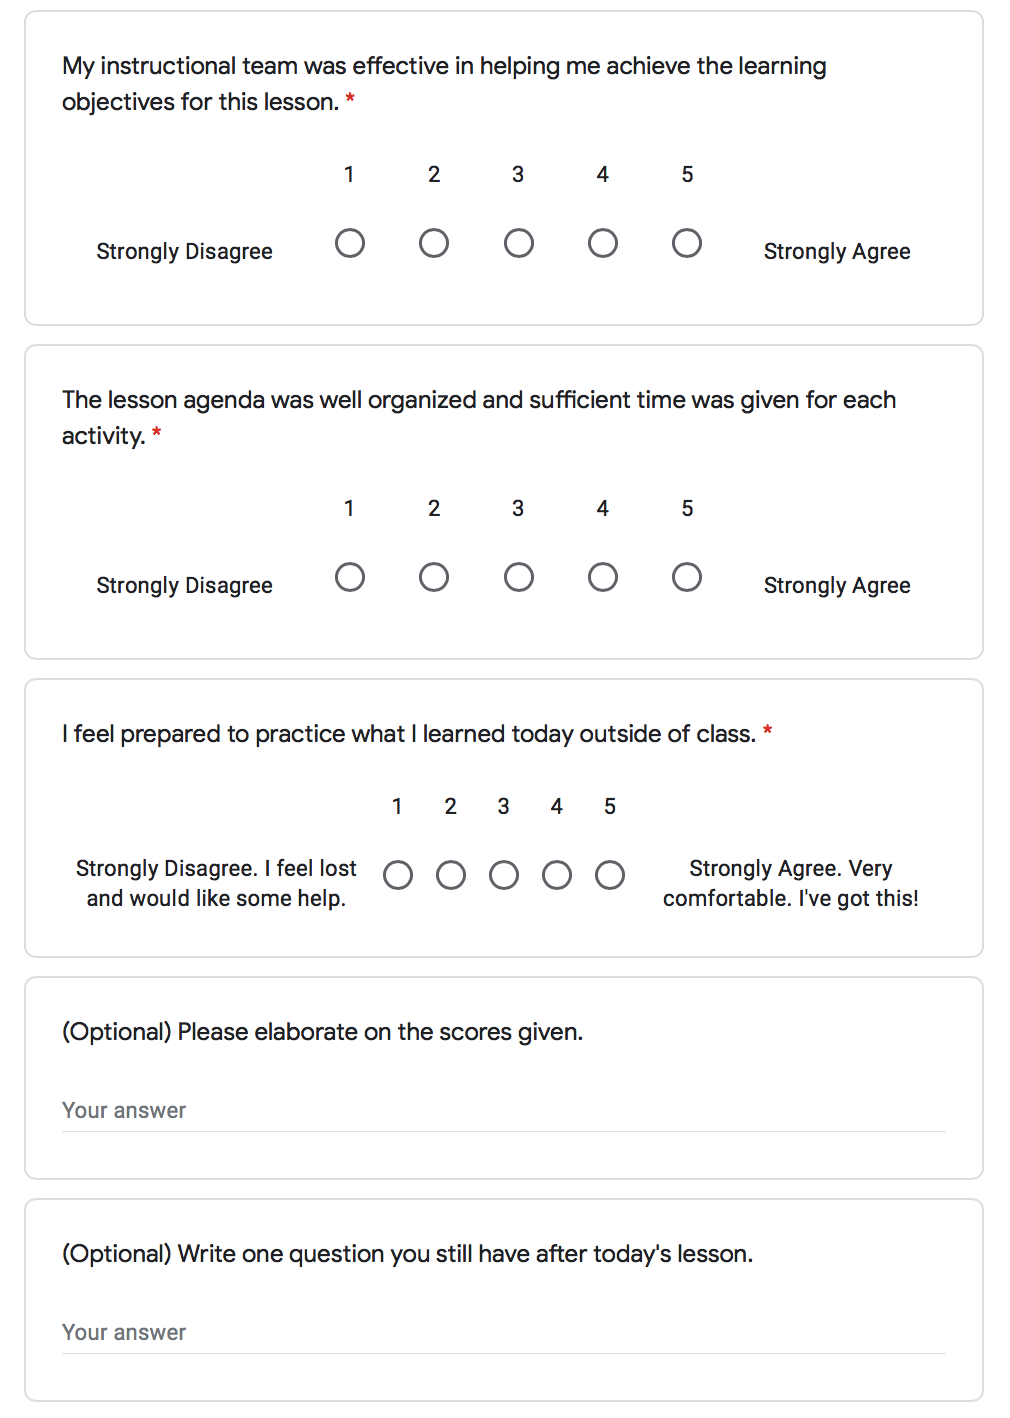 My instructional team was effective in helping me achieve the learning
objectives for this lesson. *
1 2 3 4 5
Strongly Disagree Strongly Agree
The lesson agenda was well organized and sufficient time was given for each
activity. *
1 2 3 4 5
Strongly Disagree Strongly Agree
I feel prepared to practice what I learned today outside of class. *
1 2 3 4 5
Strongly Disagree. I feel lost
and would like some help.
Strongly Agree. Very
comfortable. I've got this!
(Optional) Please elaborate on the scores given.
Your answer
(Optional) Write one question you still have after today's lesson.
Your answer